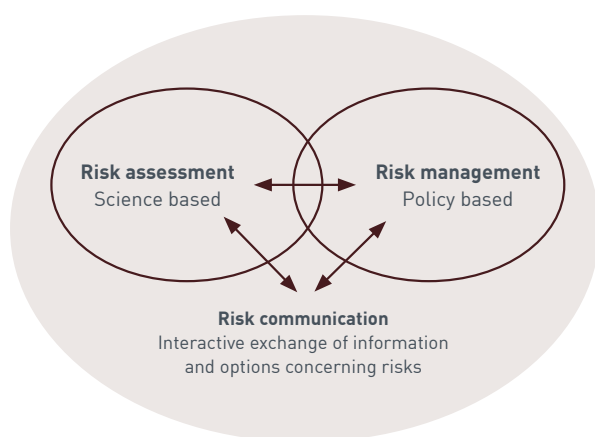 Risk assessment
Science based
Risk management
Policy based
Risk communication
Interactive exchange of information
and options concerning risks